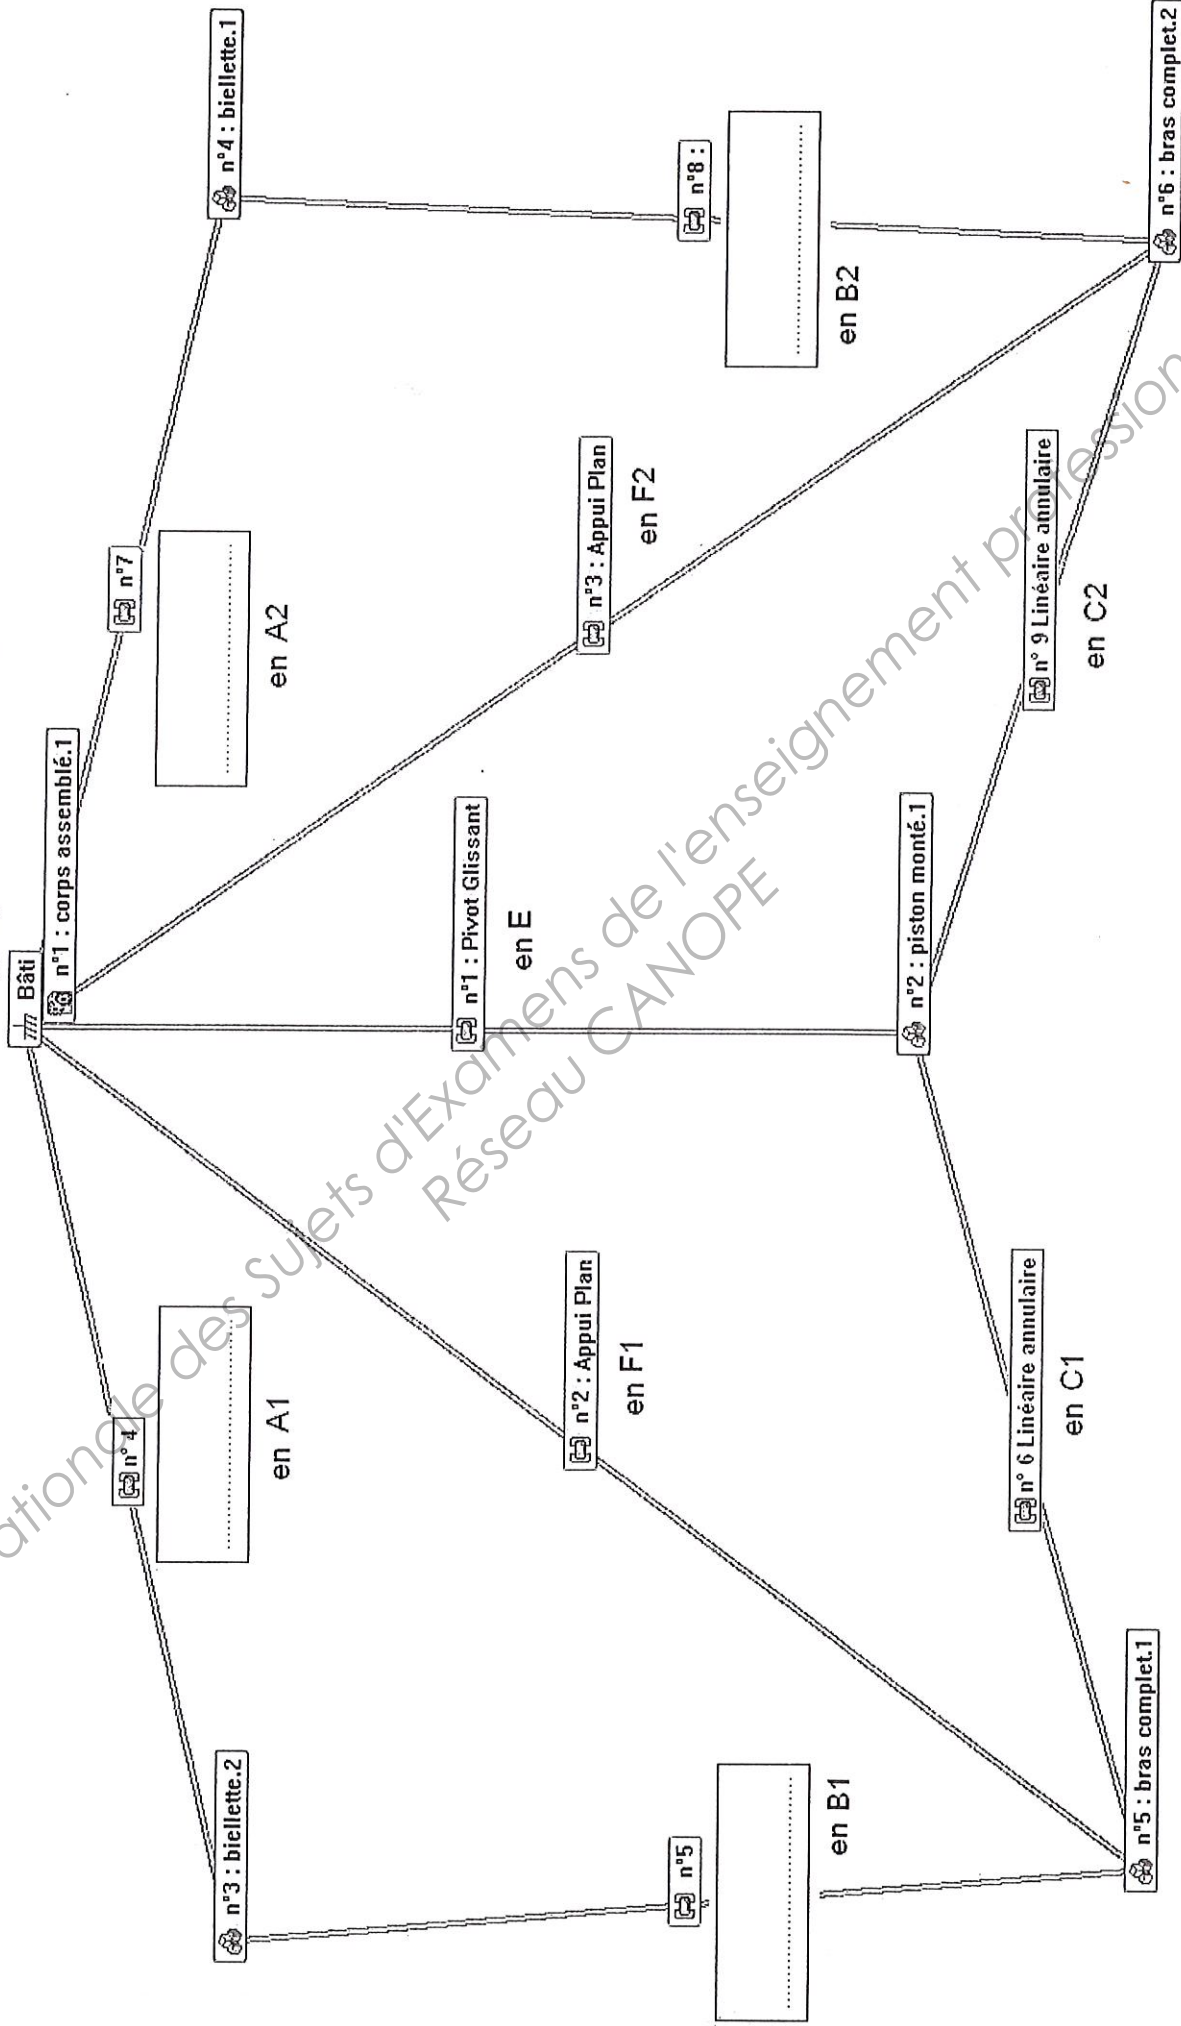 Bâti
n°1 : corps assemblé.1
n° 4
..............................
en A1
n°7
..............................
en A2
n°3 : biellette.2
n°4 : biellette.1
n°1 : Pivot Glissant
en E
n°2 : Appui Plan
en F1
n°3 : Appui Plan
en F2
n°5
..............................
en B1
n°8 :
..............................
en B2
n°2 : piston monté.1
n° 6 Linéaire annulaire
en C1
n° 9 Linéaire annulaire
en C2
n°5 : bras complet.1
n°6 : bras complet.2
ationale des Sujets d'Examens de l'enseignement profession
Réseau CANOPE